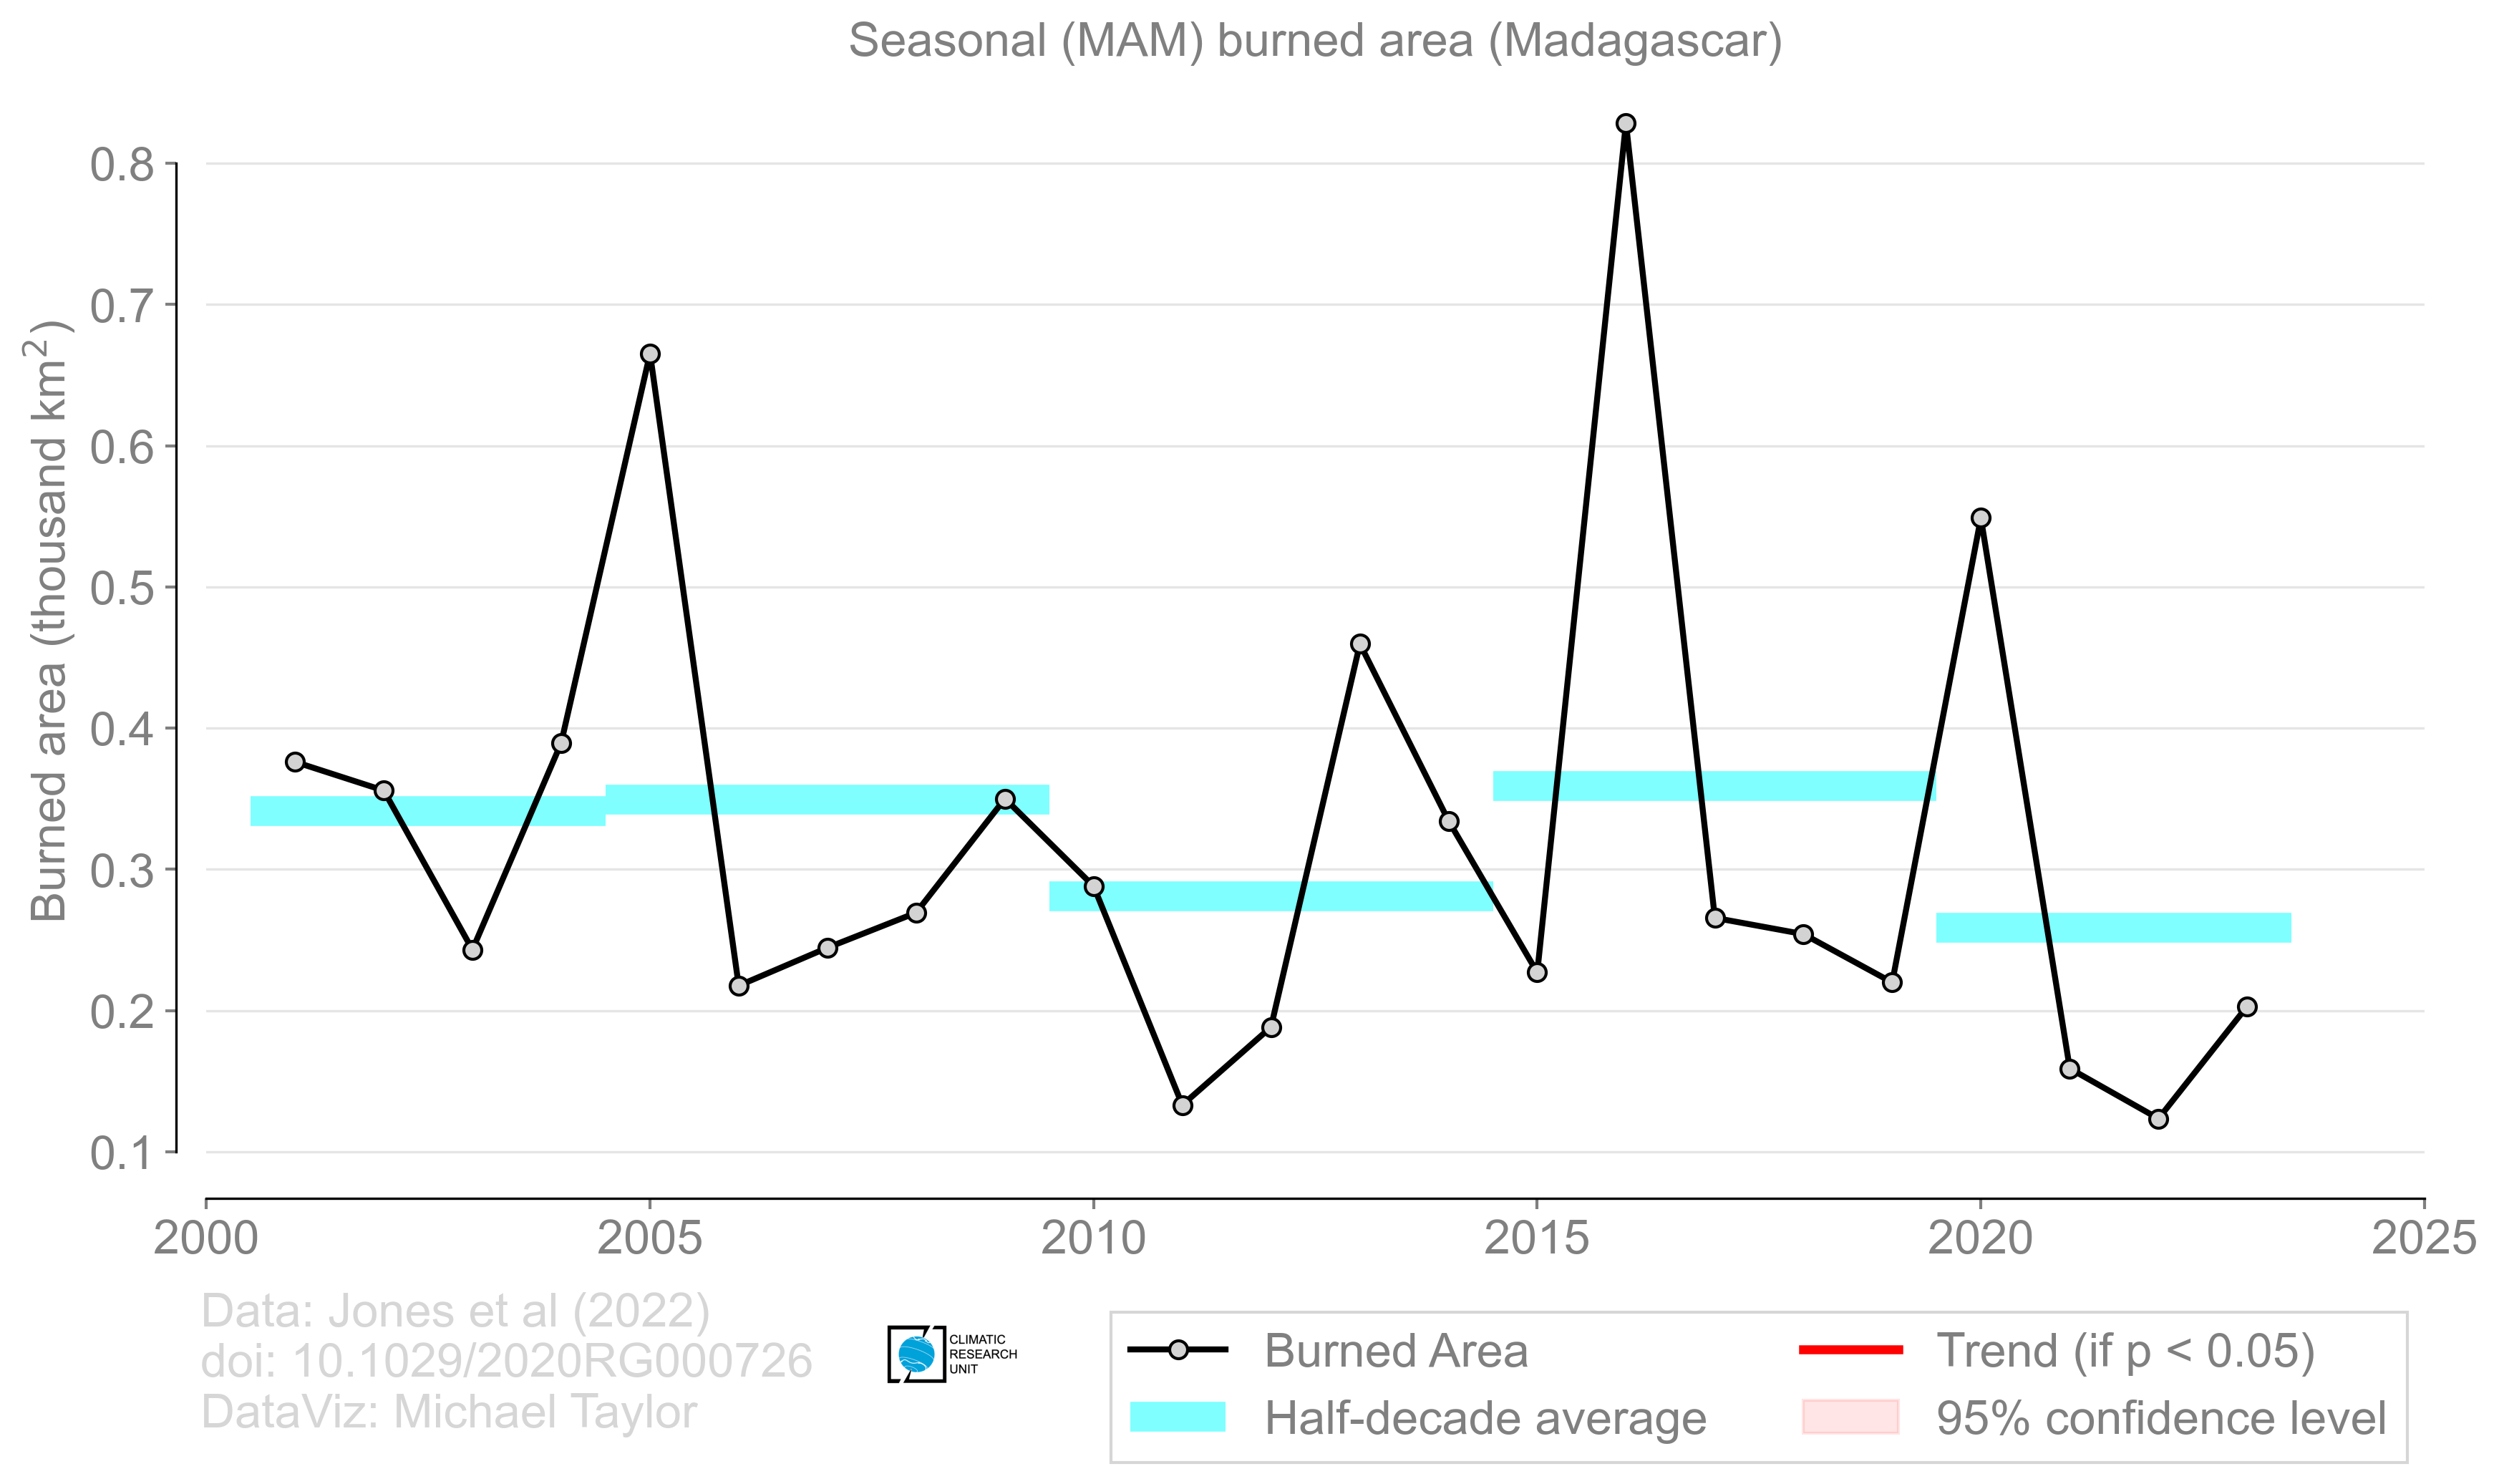 Seasonal (MAM) burned area (Madagascar)
Burned area (thousand km²)
0.8
0.7
0.6
0.5
0.4
0.3
0.2
0.1
2000 2005 2010 2015 2020 2025
Data: Jones et al (2022)
doi: 10.1029/2020RG000726
DataViz: Michael Taylor
CLIMATIC
RESEARCH
UNIT
Burned Area
Half-decade average
Trend (if p < 0.05)
95% confidence level